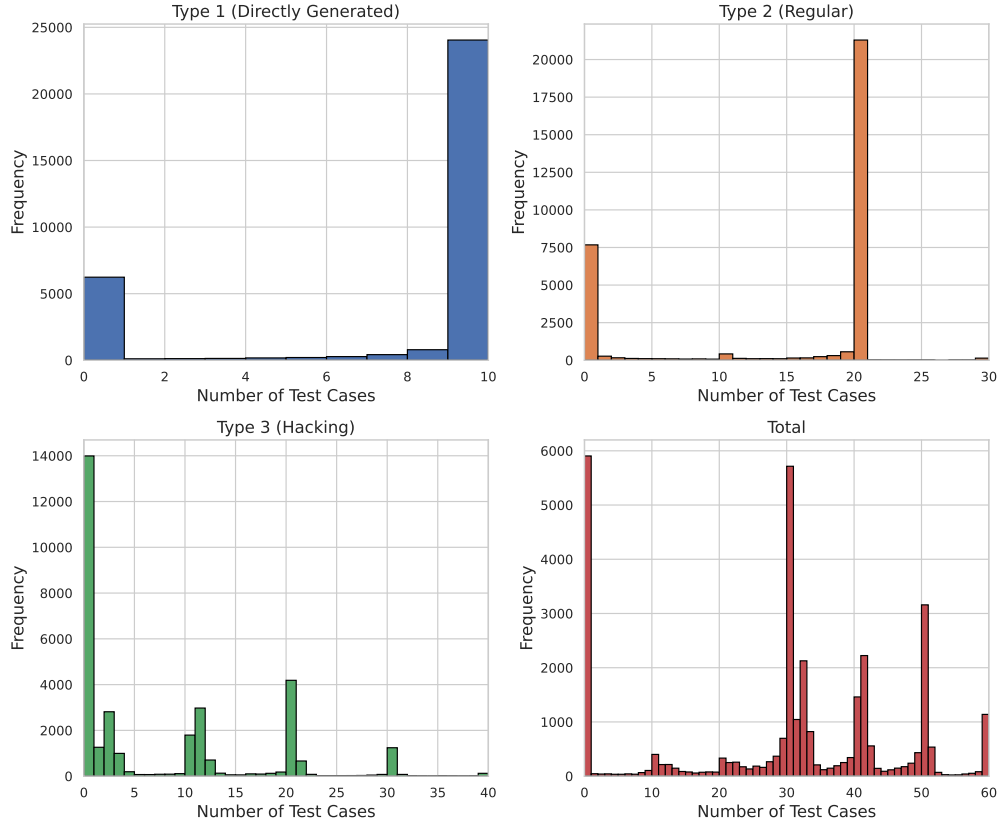 Type 1 (Directly Generated)
Frequency
25000
20000
15000
10000
5000
0
0 2 4 6 8 10
Number of Test Cases
Type 2 (Regular)
Frequency
20000
17500
15000
12500
10000
7500
5000
2500
0
0 5 10 15 20 25 30
Number of Test Cases
Type 3 (Hacking)
Frequency
14000
12000
10000
8000
6000
4000
2000
0
0 5 10 15 20 25 30 35 40
Number of Test Cases
Total
Frequency
6000
5000
4000
3000
2000
1000
0
0 10 20 30 40 50 60
Number of Test Cases